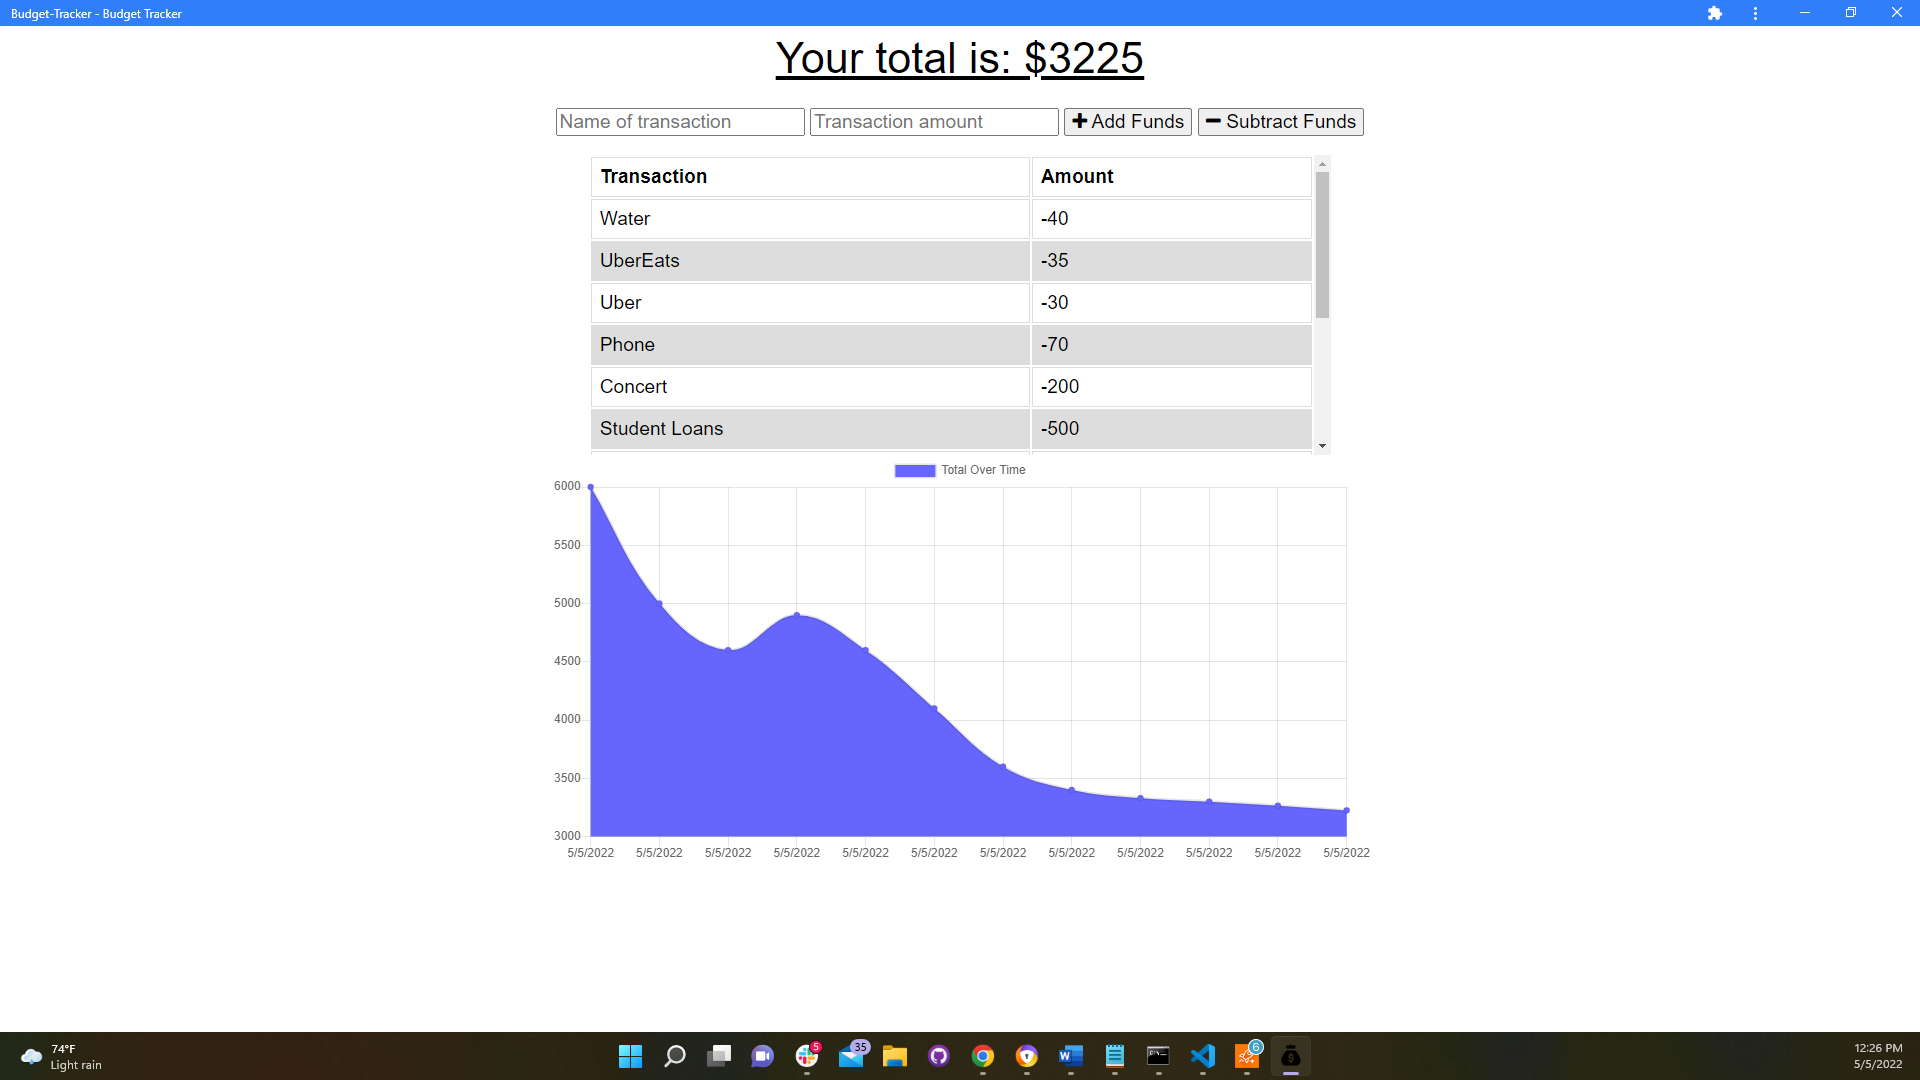 Budget-Tracker - Budget Tracker
Your total is: $3225
Name of transaction Transaction amount Add Funds Subtract Funds
Transaction Amount
Water -40
UberEats -35
Uber -30
Phone -70
Concert -200
Student Loans -500
Total Over Time
6000
5500
5000
4500
4000
3500
3000
5/5/2022 5/5/2022 5/5/2022 5/5/2022 5/5/2022 5/5/2022 5/5/2022 5/5/2022 5/5/2022 5/5/2022 5/5/2022 5/5/2022
74°F
Light rain
5
35
W
6
12:26 PM
5/5/2022